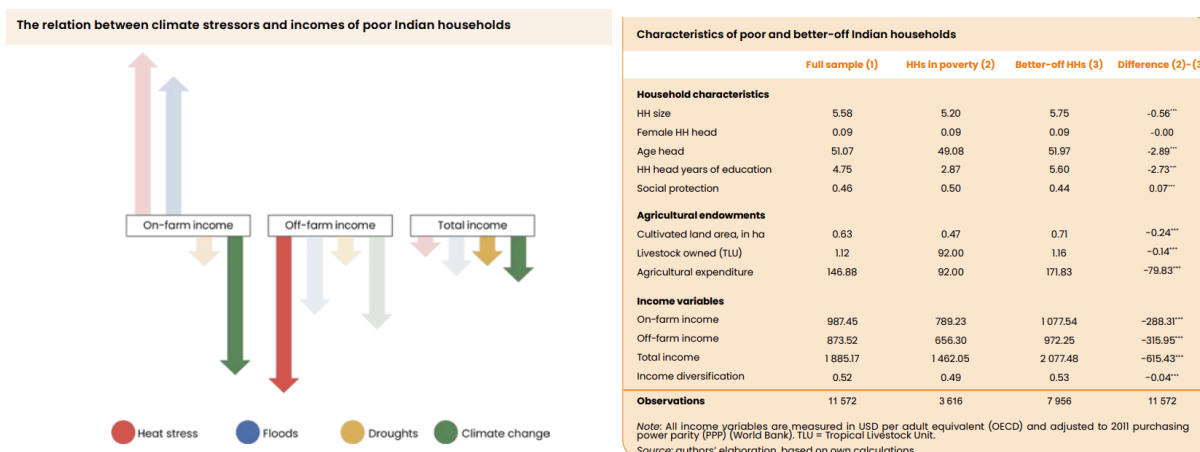 The relation between climate stressors and incomes of poor Indian households
On-farm income Off-farm income Total income
Heat stress Floods Droughts Climate change
Characteristics of poor and better-off Indian households
Full sample (1) HHs in poverty (2) Better-off HHs (3) Difference (2)-(3
Household characteristics
HH size 5.58 5.20 5.75 -0.56***
Female HH head 0.09 0.09 0.09 -0.00
Age head 51.07 49.08 51.97 -2.89***
HH head years of education 4.75 2.87 5.60 -2.73***
Social protection 0.46 0.50 0.44 0.07***
Agricultural endowments
Cultivated land area, in ha 0.63 0.47 0.71 -0.24***
Livestock owned (TLU) 1.12 92.00 1.16 -0.14***
Agricultural expenditure 146.88 92.00 171.83 -79.83***
Income variables
On-farm income 987.45 789.23 1 077.54 -288.31***
Off-farm income 873.52 656.30 972.25 -315.95***
Total income 1 885.17 1 462.05 2 077.48 -615.43***
Income diversification 0.52 0.49 0.53 -0.04***
Observations 11 572 3 616 7 956 11 572
Note: All income variables are measured in USD per adult equivalent (OECD) and adjusted to 2011 purchasing
power parity (PPP) (World Bank). TLU = Tropical Livestock Unit.
Source: authors' elaboration, based on own calculations.